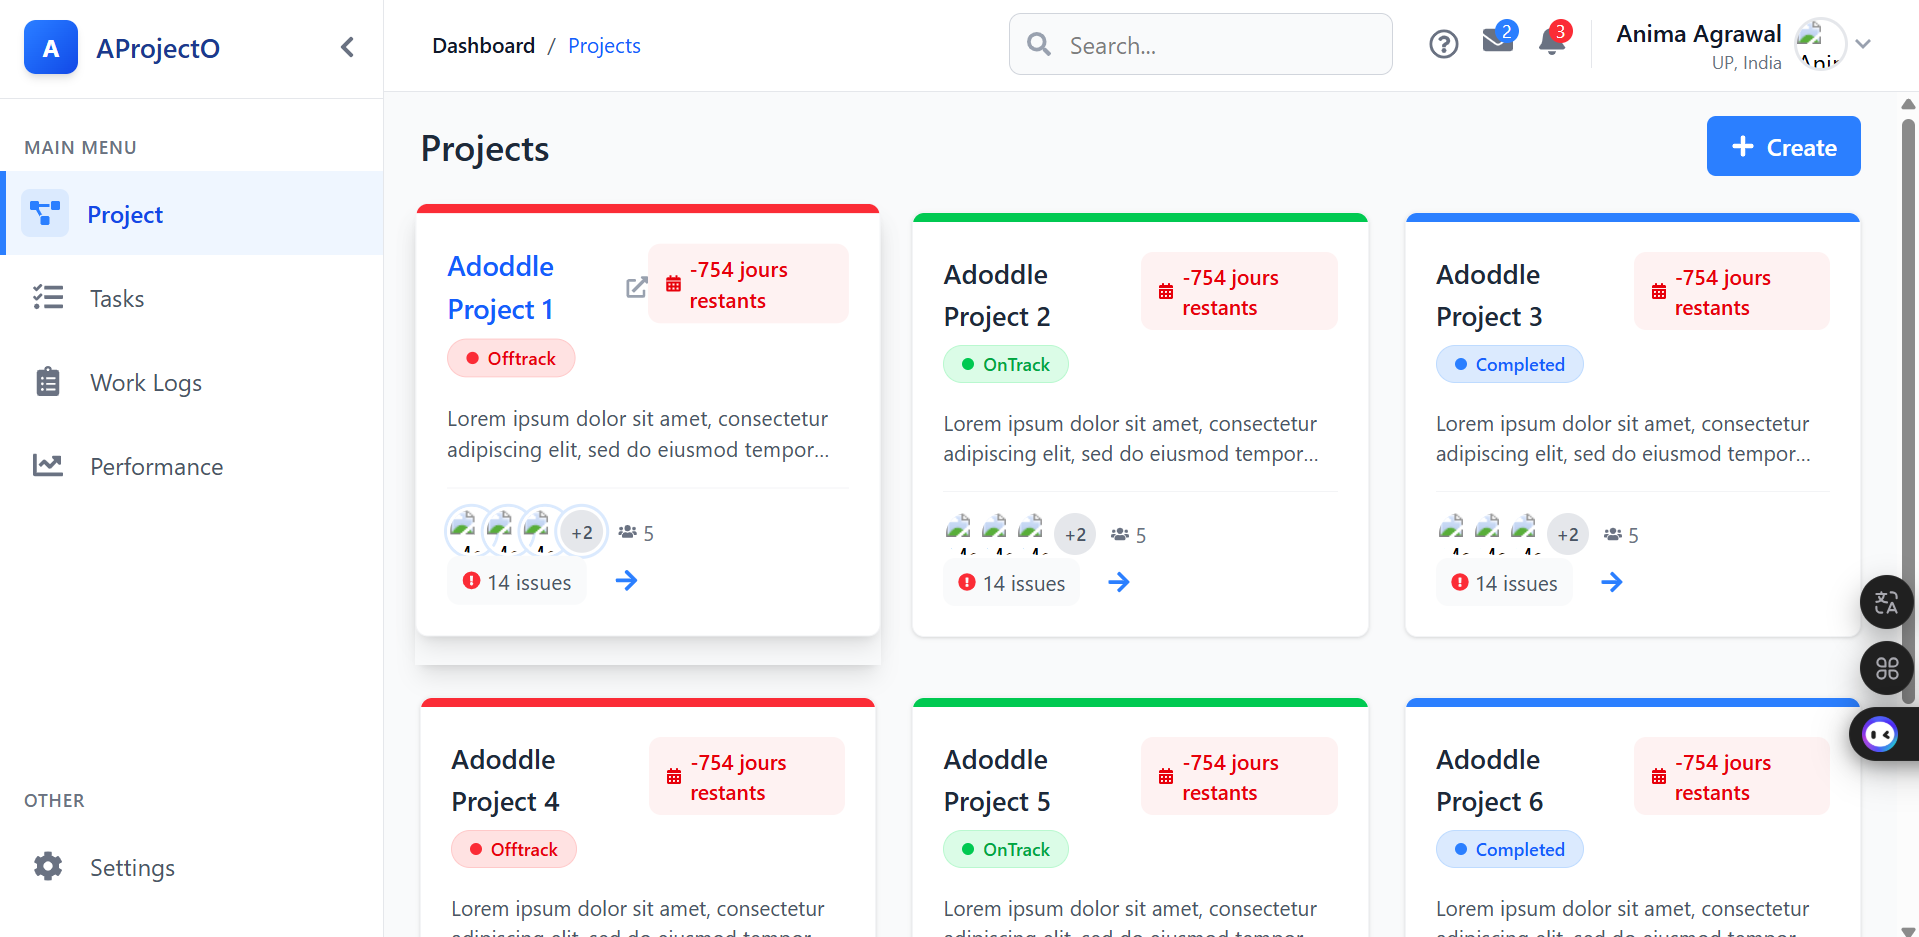 A AProjectO
Dashboard / Projects
Search...
2
3
Anima Agrawal
UP, India
MAIN MENU
Project
Tasks
Work Logs
Performance
OTHER
Settings
Projects
Create
Adoddle
Project 1
-754 jours
restants
Offtrack
Lorem ipsum dolor sit amet, consectetur
adipiscing elit, sed do eiusmod tempor...
+2
5
14 issues
Adoddle
Project 2
-754 jours
restants
OnTrack
Lorem ipsum dolor sit amet, consectetur
adipiscing elit, sed do eiusmod tempor...
+2
5
14 issues
Adoddle
Project 3
-754 jours
restants
Completed
Lorem ipsum dolor sit amet, consectetur
adipiscing elit, sed do eiusmod tempor...
+2
5
14 issues
Adoddle
Project 4
-754 jours
restants
Offtrack
Lorem ipsum dolor sit amet, consectetur
Adoddle
Project 5
-754 jours
restants
OnTrack
Lorem ipsum dolor sit amet, consectetur
Adoddle
Project 6
-754 jours
restants
Completed
Lorem ipsum dolor sit amet, consectetur